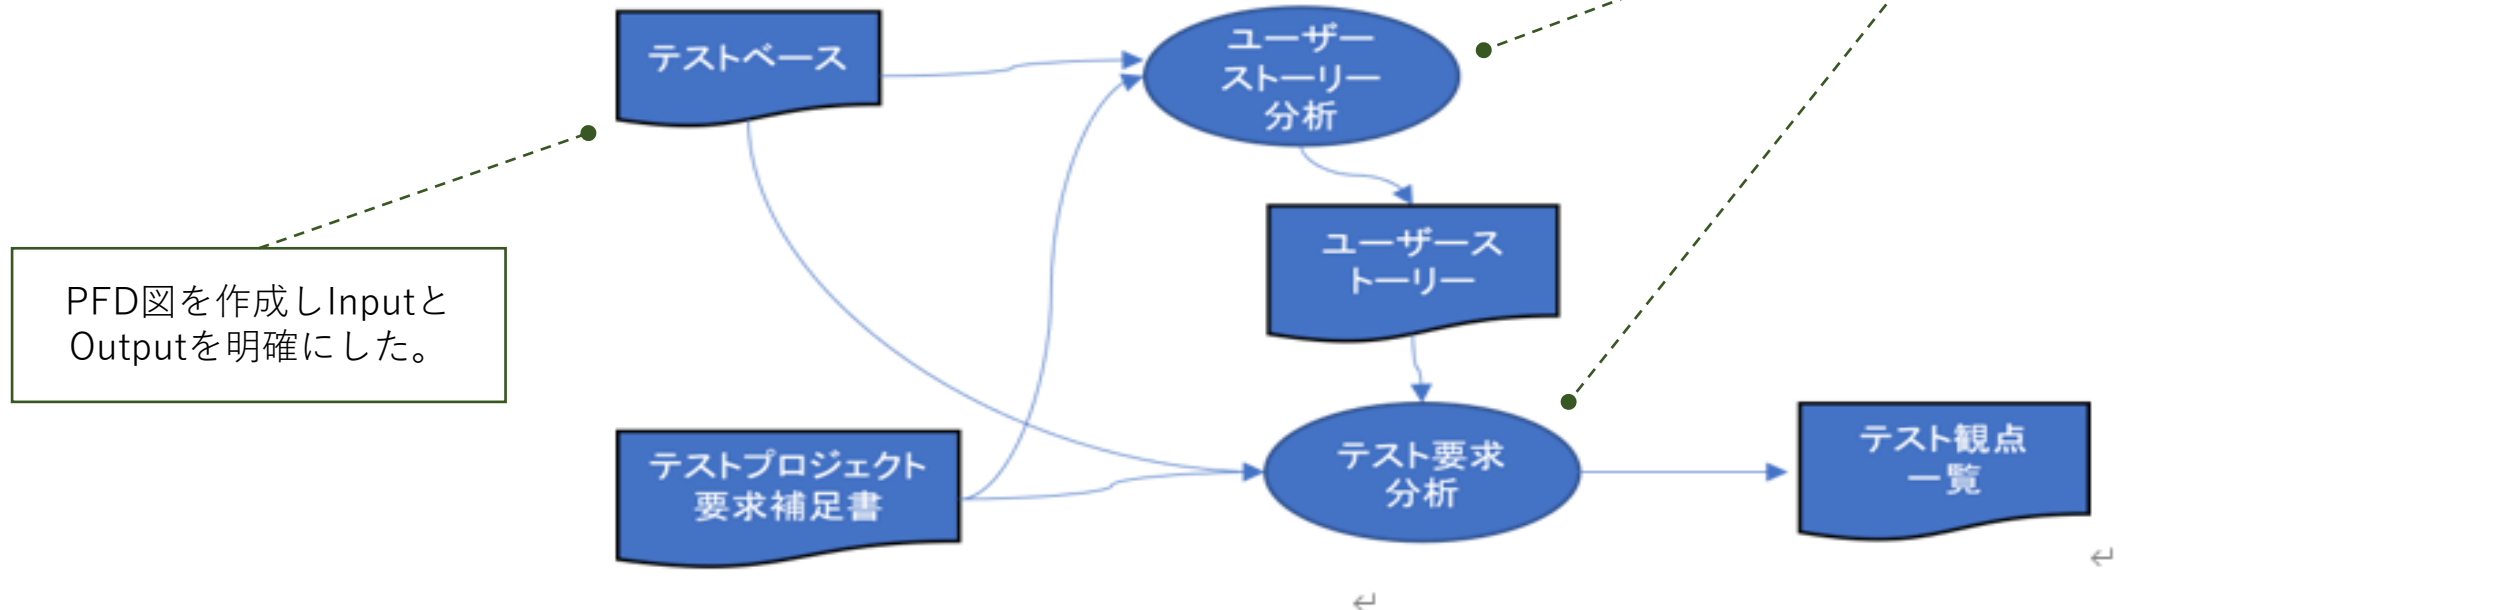 テストベース
ユーザー
ストーリー
分析
PFD図を作成しInputと
Outputを明確にした。
ユーザース
トーリー
テストプロジェクト
要求補足書
テスト要求
分析
テスト観点
一覧